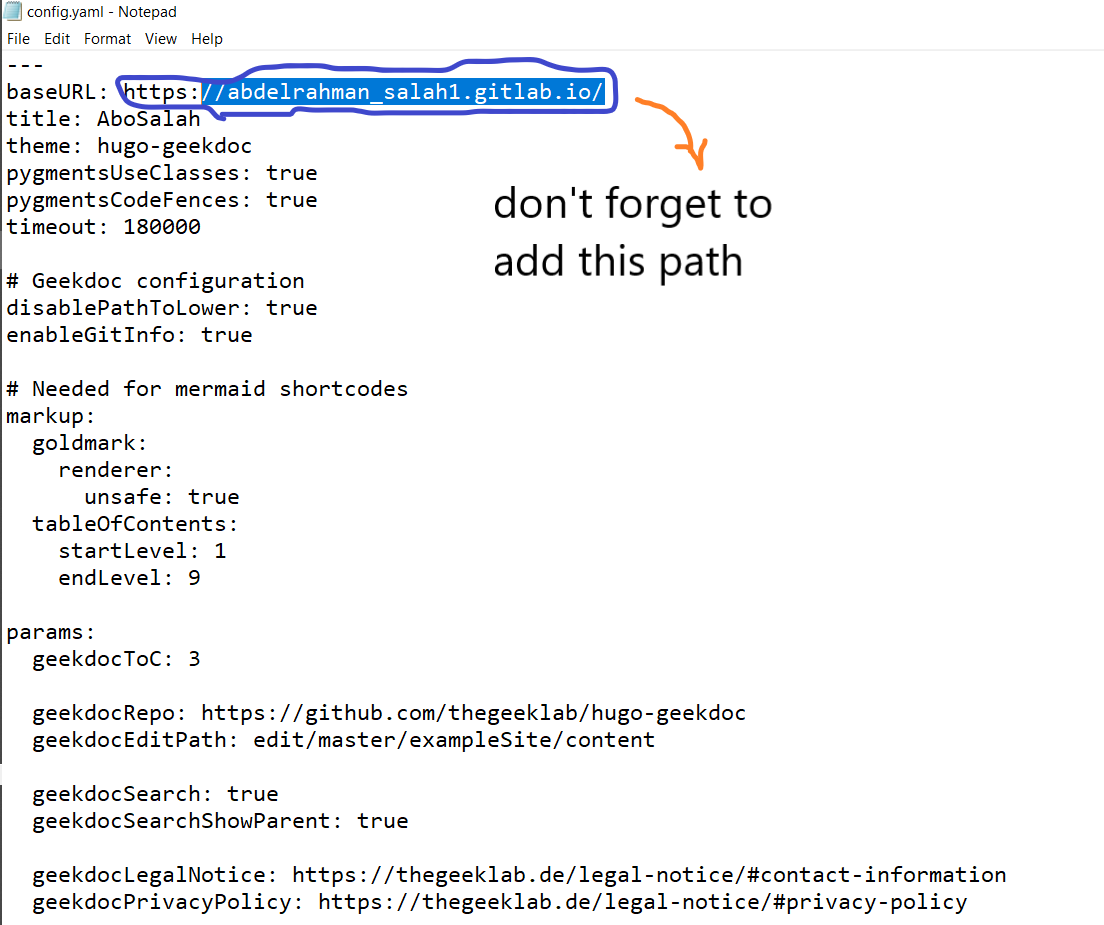 config.yaml - Notepad
File Edit Format View Help
---
baseURL: https://abdelrahman_salah1.gitlab.io/
title: AboSalah
theme: hugo-geekdoc
pygmentsUseClasses: true
pygmentsCodeFences: true
timeout: 180000
don't forget to
add this path
# Geekdoc configuration
disablePathToLower: true
enableGitInfo: true
# Needed for mermaid shortcodes
markup:
  goldmark:
    renderer:
      unsafe: true
  tableOfContents:
    startLevel: 1
    endLevel: 9
params:
  geekdocToC: 3
  geekdocRepo: https://github.com/thegeeklab/hugo-geekdoc
  geekdocEditPath: edit/master/exampleSite/content
  geekdocSearch: true
  geekdocSearchShowParent: true
  geekdocLegalNotice: https://thegeeklab.de/legal-notice/#contact-information
  geekdocPrivacyPolicy: https://thegeeklab.de/legal-notice/#privacy-policy